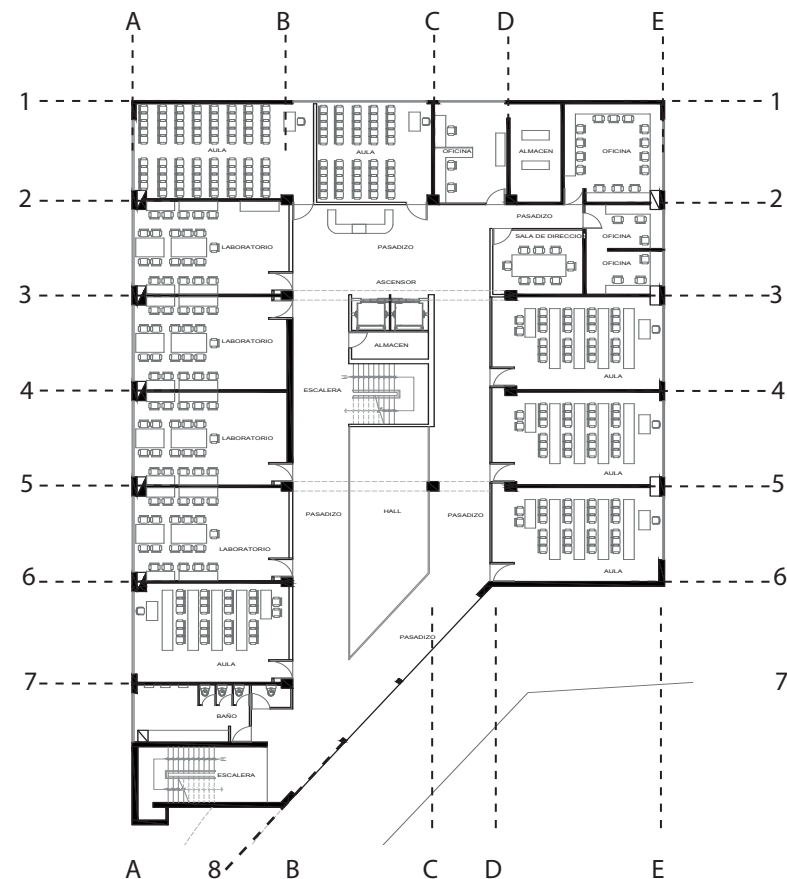 A B C D E
1 1
AULA AULA OFICINA ALMACEN OFICINA
2 2
PASADIZO
SALA DE DIRECCION OFICINA
LABORATORIO PASADIZO
OFICINA
ASCENSOR
3 3
LABORATORIO ALMACEN
AULA
4 4
ESCALERA
LABORATORIO
AULA
5 5
PASADIZO HALL PASADIZO
LABORATORIO
AULA
6 6
PASADIZO
AULA
7 7
BAÑO
ESCALERA
A 8 B C D E